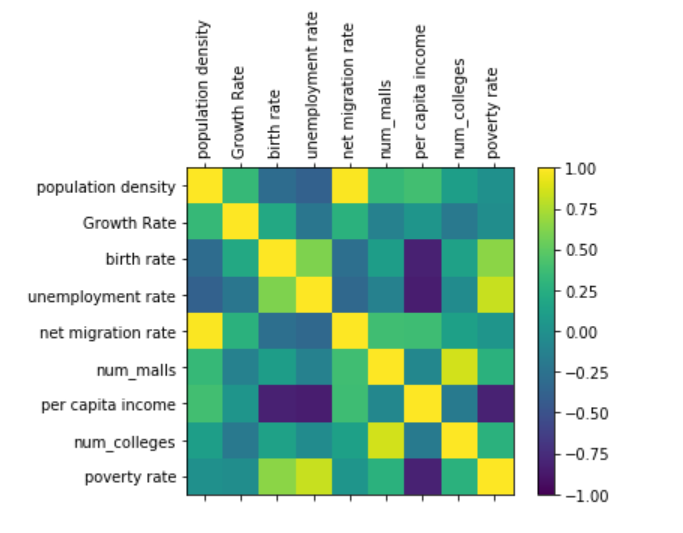 population density
Growth Rate
birth rate
unemployment rate
net migration rate
num_malls
per capita income
num_colleges
poverty rate
population density
Growth Rate
birth rate
unemployment rate
net migration rate
num_malls
per capita income
num_colleges
poverty rate
1.00
0.75
0.50
0.25
0.00
−0.25
−0.50
−0.75
−1.00